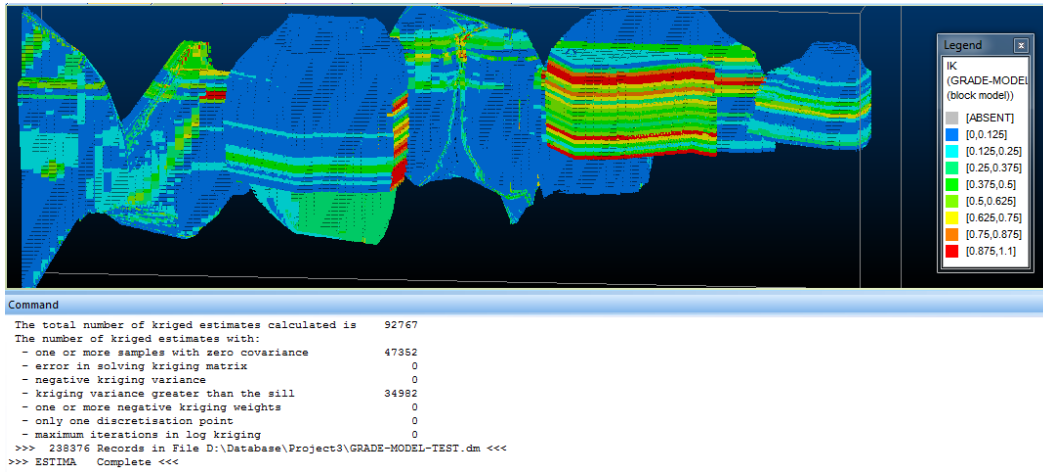 Legend
x
IK
(GRADE-MODEL
(block model))
[ABSENT]
[0,0.125]
[0.125,0.25]
[0.25,0.375]
[0.375,0.5]
[0.5,0.625]
[0.625,0.75]
[0.75,0.875]
[0.875,1.1]
Command
The total number of kriged estimates calculated is 92767
The number of kriged estimates with:
- one or more samples with zero covariance 47352
- error in solving kriging matrix 0
- negative kriging variance 0
- kriging variance greater than the sill 34982
- one or more negative kriging weights 0
- only one discretisation point 0
- maximum iterations in log kriging 0
>>> 238376 Records in File D:\Database\Project3\GRADE-MODEL-TEST.dm <<<
>>> ESTIMA Complete <<<